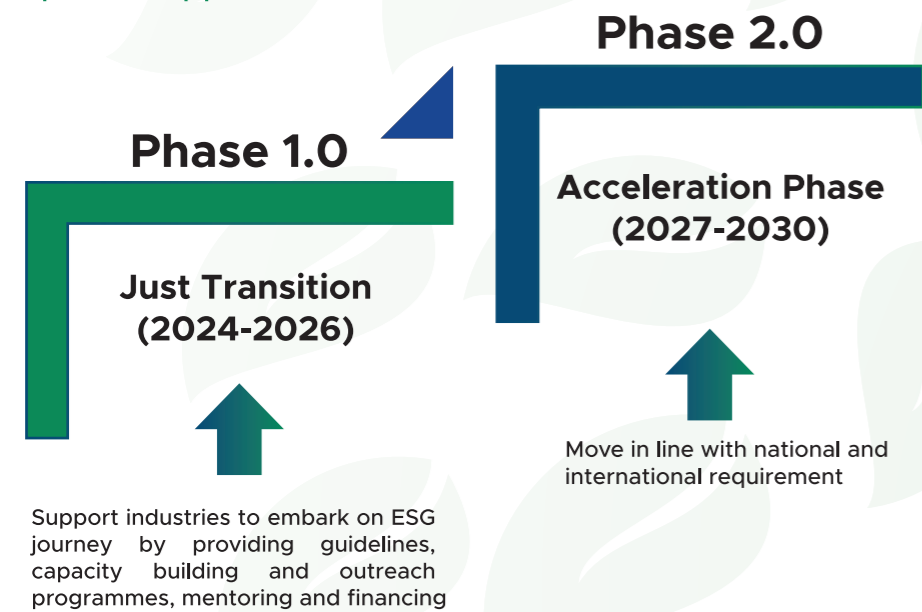 Phase 1.0
Just Transition
(2024-2026)
Support industries to embark on ESG
journey by providing guidelines,
capacity building and outreach
programmes, mentoring and financing
Phase 2.0
Acceleration Phase
(2027-2030)
Move in line with national and
international requirement